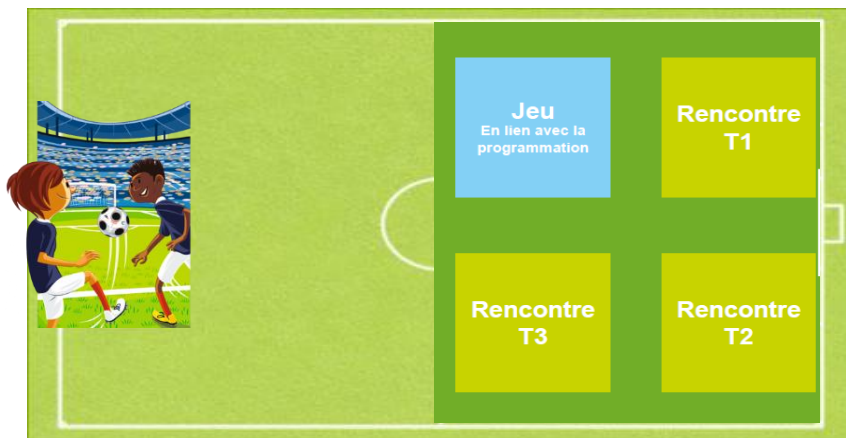 Jeu
En lien avec la
programmation
Rencontre
T1
Rencontre
T3
Rencontre
T2